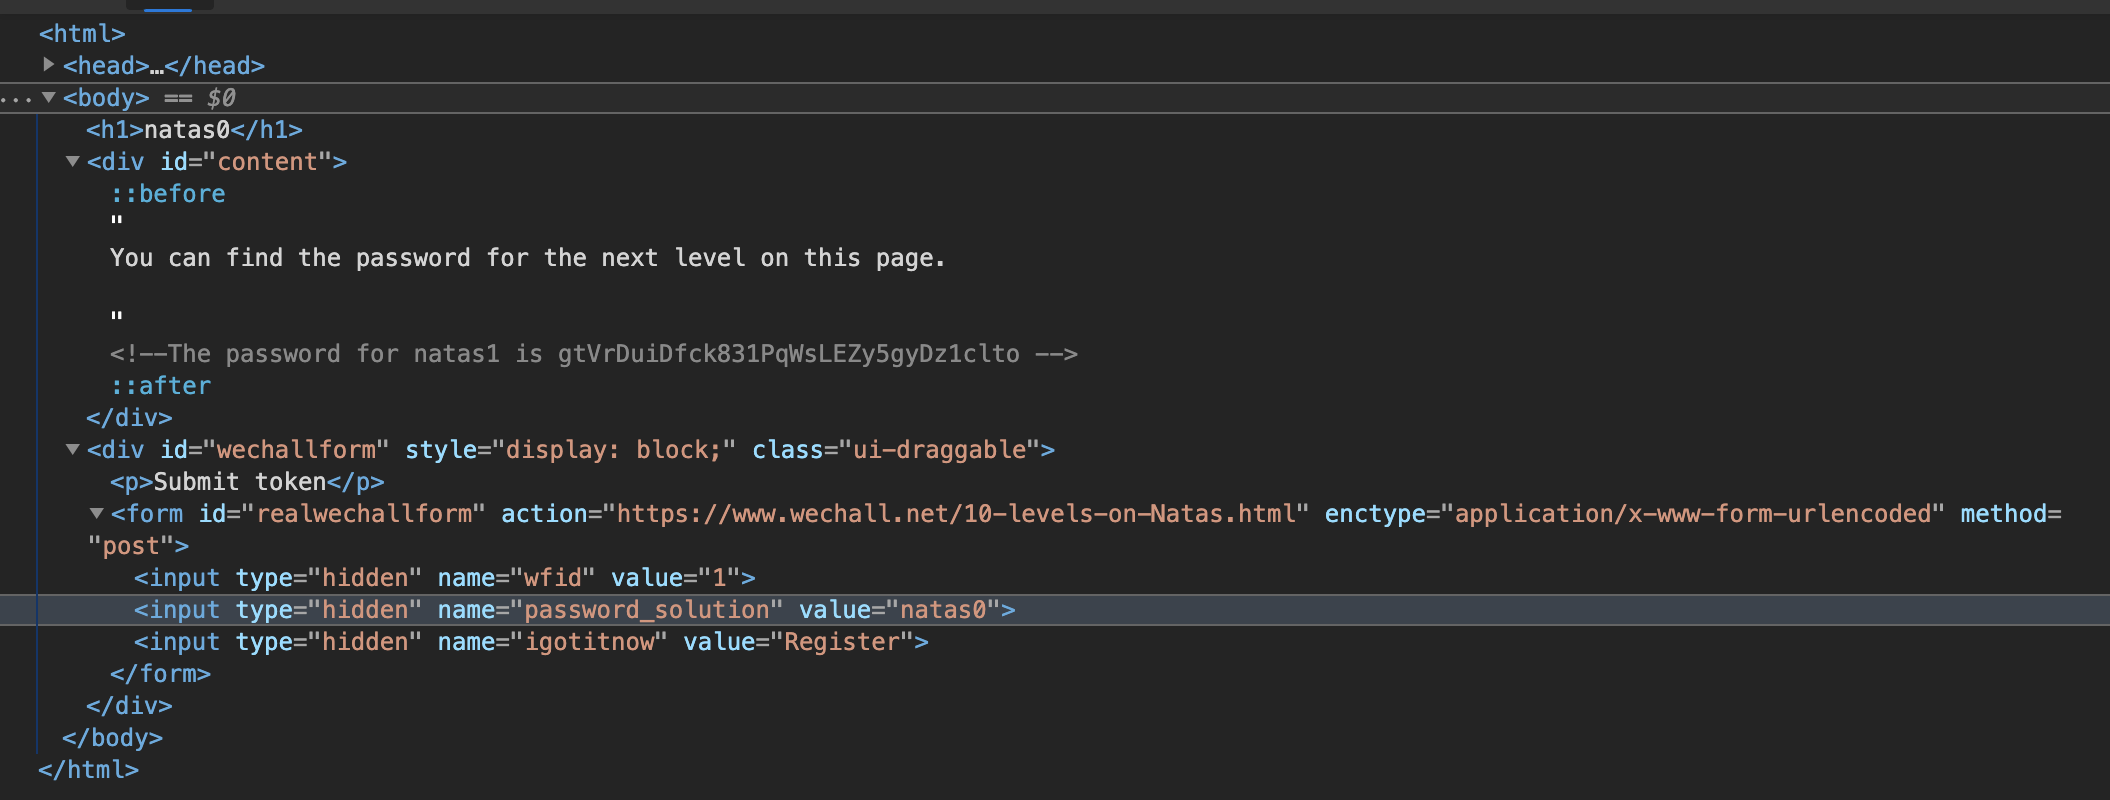 <html>
<head>…</head>
... <body> == $0
<h1>natas0</h1>
<div id="content">
::before
"
You can find the password for the next level on this page.
"
<!--The password for natas1 is gtVrDuiDfck831PqWsLEZy5gyDz1clto -->
::after
</div>
<div id="wechallform" style="display: block;" class="ui-draggable">
<p>Submit token</p>
<form id="realwechallform" action="https://www.wechall.net/10-levels-on-Natas.html" enctype="application/x-www-form-urlencoded" method=
"post">
<input type="hidden" name="wfid" value="1">
<input type="hidden" name="password_solution" value="natas0">
<input type="hidden" name="igotitnow" value="Register">
</form>
</div>
</body>
</html>